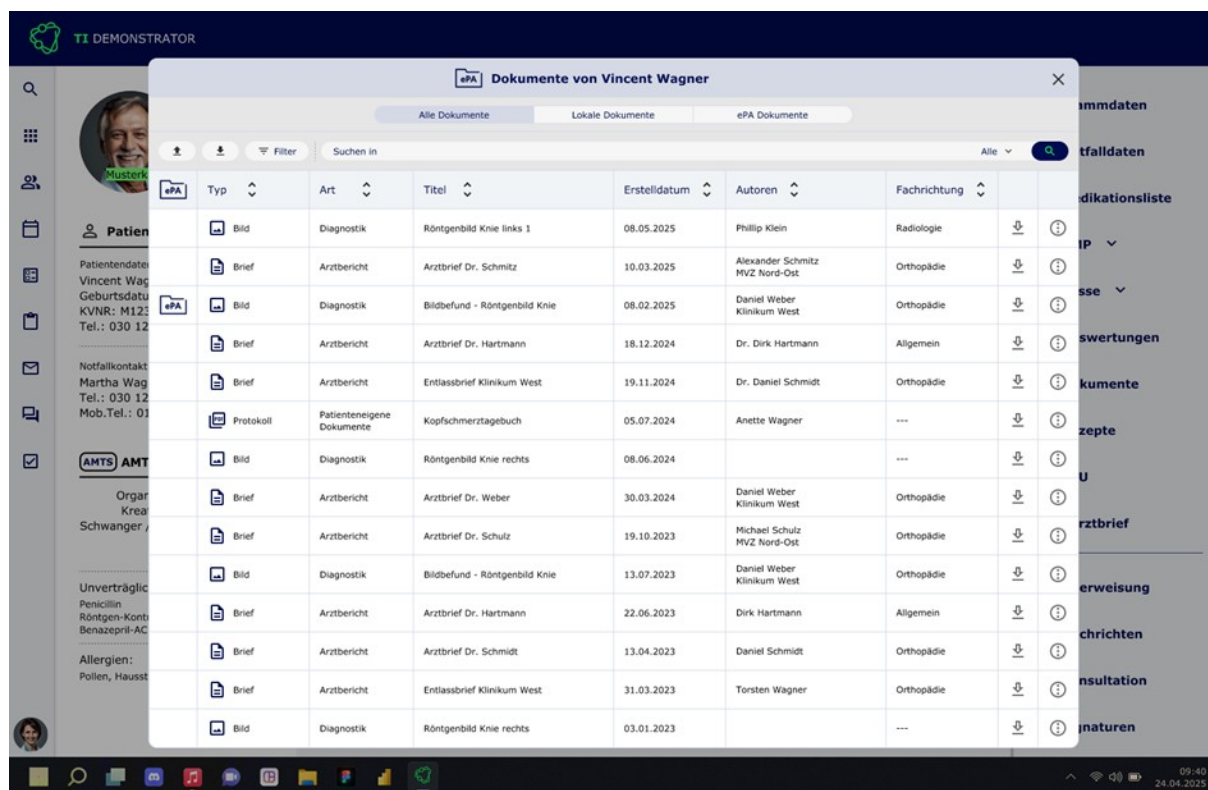 TI DEMONSTRATOR
ePA Dokumente von Vincent Wagner
Alle Dokumente Lokale Dokumente ePA Dokumente
Filter Suchen in Alle
ePA Typ Art Titel Erstelldatum Autoren Fachrichtung
Bild Diagnostik Röntgenbild Knie links 1 08.05.2025 Phillip Klein Radiologie
Brief Arztbericht Arztbrief Dr. Schmitz 10.03.2025 Alexander Schmitz MVZ Nord-Ost Orthopädie
ePA Bild Diagnostik Bildbefund - Röntgenbild Knie 08.02.2025 Daniel Weber Klinikum West Orthopädie
Brief Arztbericht Arztbrief Dr. Hartmann 18.12.2024 Dr. Dirk Hartmann Allgemein
Brief Arztbericht Entlassbrief Klinikum West 19.11.2024 Dr. Daniel Schmidt Orthopädie
PDF Protokoll Patienteneigene Dokumente Kopfschmerztagebuch 05.07.2024 Anette Wagner ---
Bild Diagnostik Röntgenbild Knie rechts 08.06.2024 ---
Brief Arztbericht Arztbrief Dr. Weber 30.03.2024 Daniel Weber Klinikum West Orthopädie
Brief Arztbericht Arztbrief Dr. Schulz 19.10.2023 Michael Schulz MVZ Nord-Ost Orthopädie
Bild Diagnostik Bildbefund - Röntgenbild Knie 13.07.2023 Daniel Weber Klinikum West Orthopädie
Brief Arztbericht Arztbrief Dr. Hartmann 22.06.2023 Dirk Hartmann Allgemein
Brief Arztbericht Arztbrief Dr. Schmidt 13.04.2023 Daniel Schmidt Orthopädie
Brief Arztbericht Entlassbrief Klinikum West 31.03.2023 Torsten Wagner Orthopädie
Bild Diagnostik Röntgenbild Knie rechts 03.01.2023 ---
Musterk
Patien
Patientendate
Vincent Wag
Geburtsdatu
KVNR: M123
Tel.: 030 12
Notfallkontakt
Martha Wag
Tel.: 030 12
Mob.Tel.: 01
AMTS AMT
Organ
Krea
Schwanger /
Unverträglic
Penicillin
Röntgen-Kont
Benazepril-AC
Allergien:
Pollen, Hausst
ammdaten
tfalldaten
dikationsliste
IP
sse
swertungen
kumente
zepte
U
rztbrief
erweisung
chrichten
nsultation
gnaturen
09:40
24.04.2025